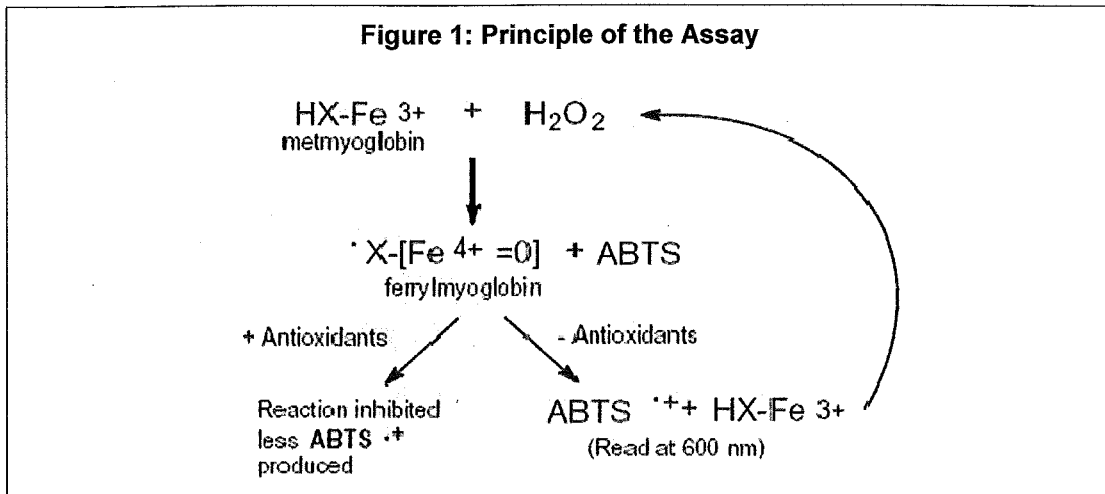 Figure 1: Principle of the Assay
HX-Fe 3+ + H₂O₂
metmyoglobin
· X-[Fe 4+ =0] + ABTS
ferrylmyoglobin
+ Antioxidants - Antioxidants
Reaction inhibited
less ABTS ·+
produced
ABTS ·++ HX-Fe 3+
(Read at 600 nm)